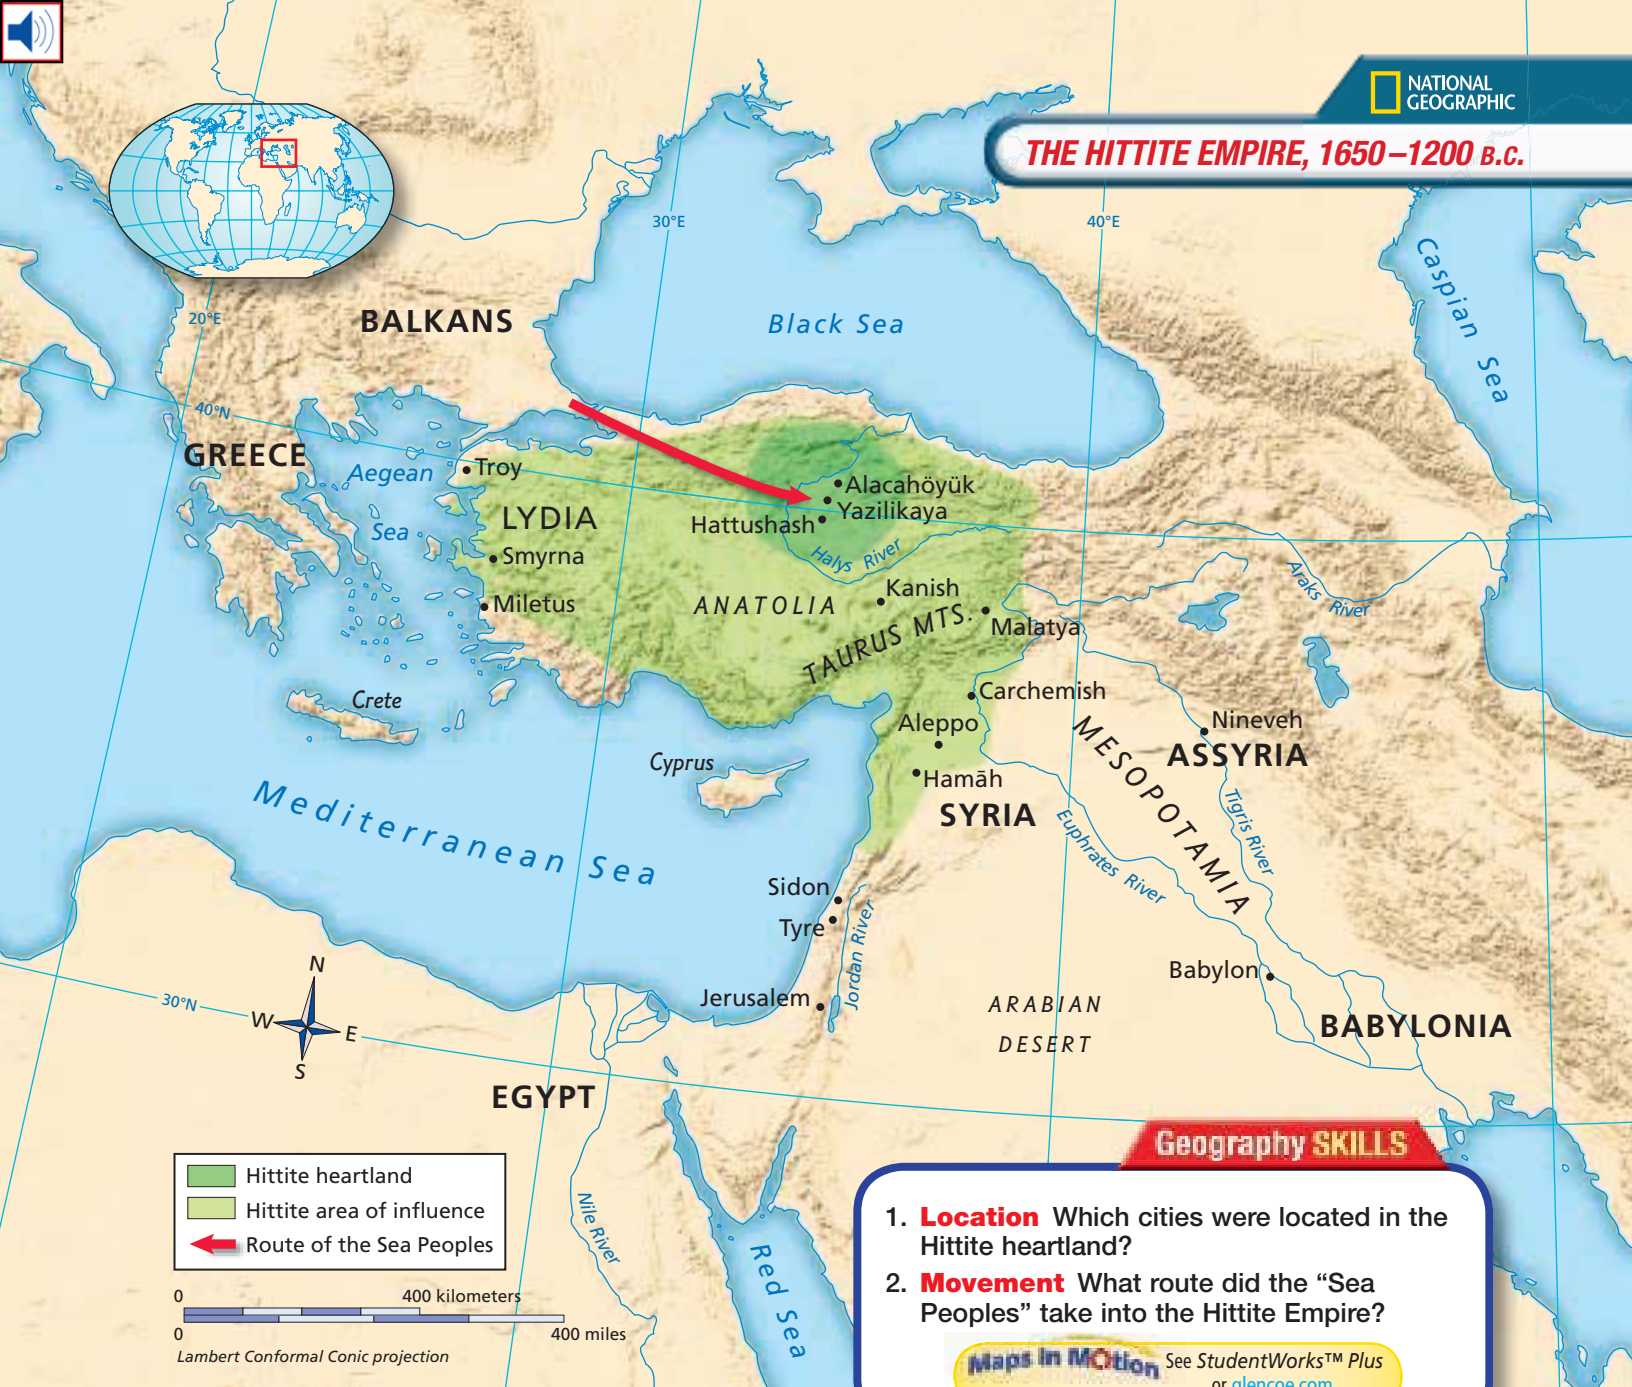 NATIONAL
GEOGRAPHIC
THE HITTITE EMPIRE, 1650–1200 B.C.
30°E
40°E
20°E
Caspian Sea
BALKANS
Black Sea
40°N
GREECE
Aegean
Sea
Troy
LYDIA
Alacahöyük
Yazilikaya
Hattushash
Smyrna
Halys River
Miletus
ANATOLIA
Kanish
TAURUS MTS.
Malatya
Araks River
Crete
Carchemish
Aleppo
Nineveh
ASSYRIA
MESOPOTAMIA
Cyprus
Hamāh
SYRIA
Tigris River
Euphrates River
Mediterranean Sea
Sidon
Tyre
Jordan River
Jerusalem
Babylon
BABYLONIA
ARABIAN
DESERT
30°N
N
W
E
S
EGYPT
Nile River
Red Sea
Hittite heartland
Hittite area of influence
Route of the Sea Peoples
0
400 kilometers
0
400 miles
Lambert Conformal Conic projection
Geography SKILLS
1. Location Which cities were located in the
Hittite heartland?
2. Movement What route did the “Sea
Peoples” take into the Hittite Empire?
Maps In MOtion See StudentWorks™ Plus
or glencoe.com